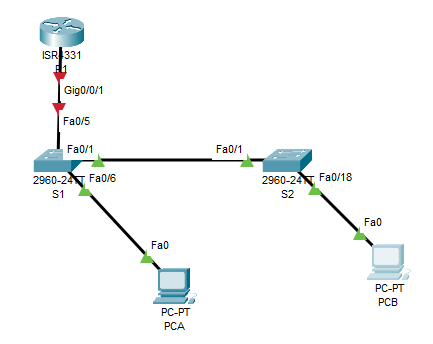 ISR4331
R1
Gig0/0/1
Fa0/5
Fa0/1
Fa0/1
2960-24TT
S1
Fa0/6
2960-24TT
S2
Fa0/18
Fa0
Fa0
PC-PT
PCA
PC-PT
PCB